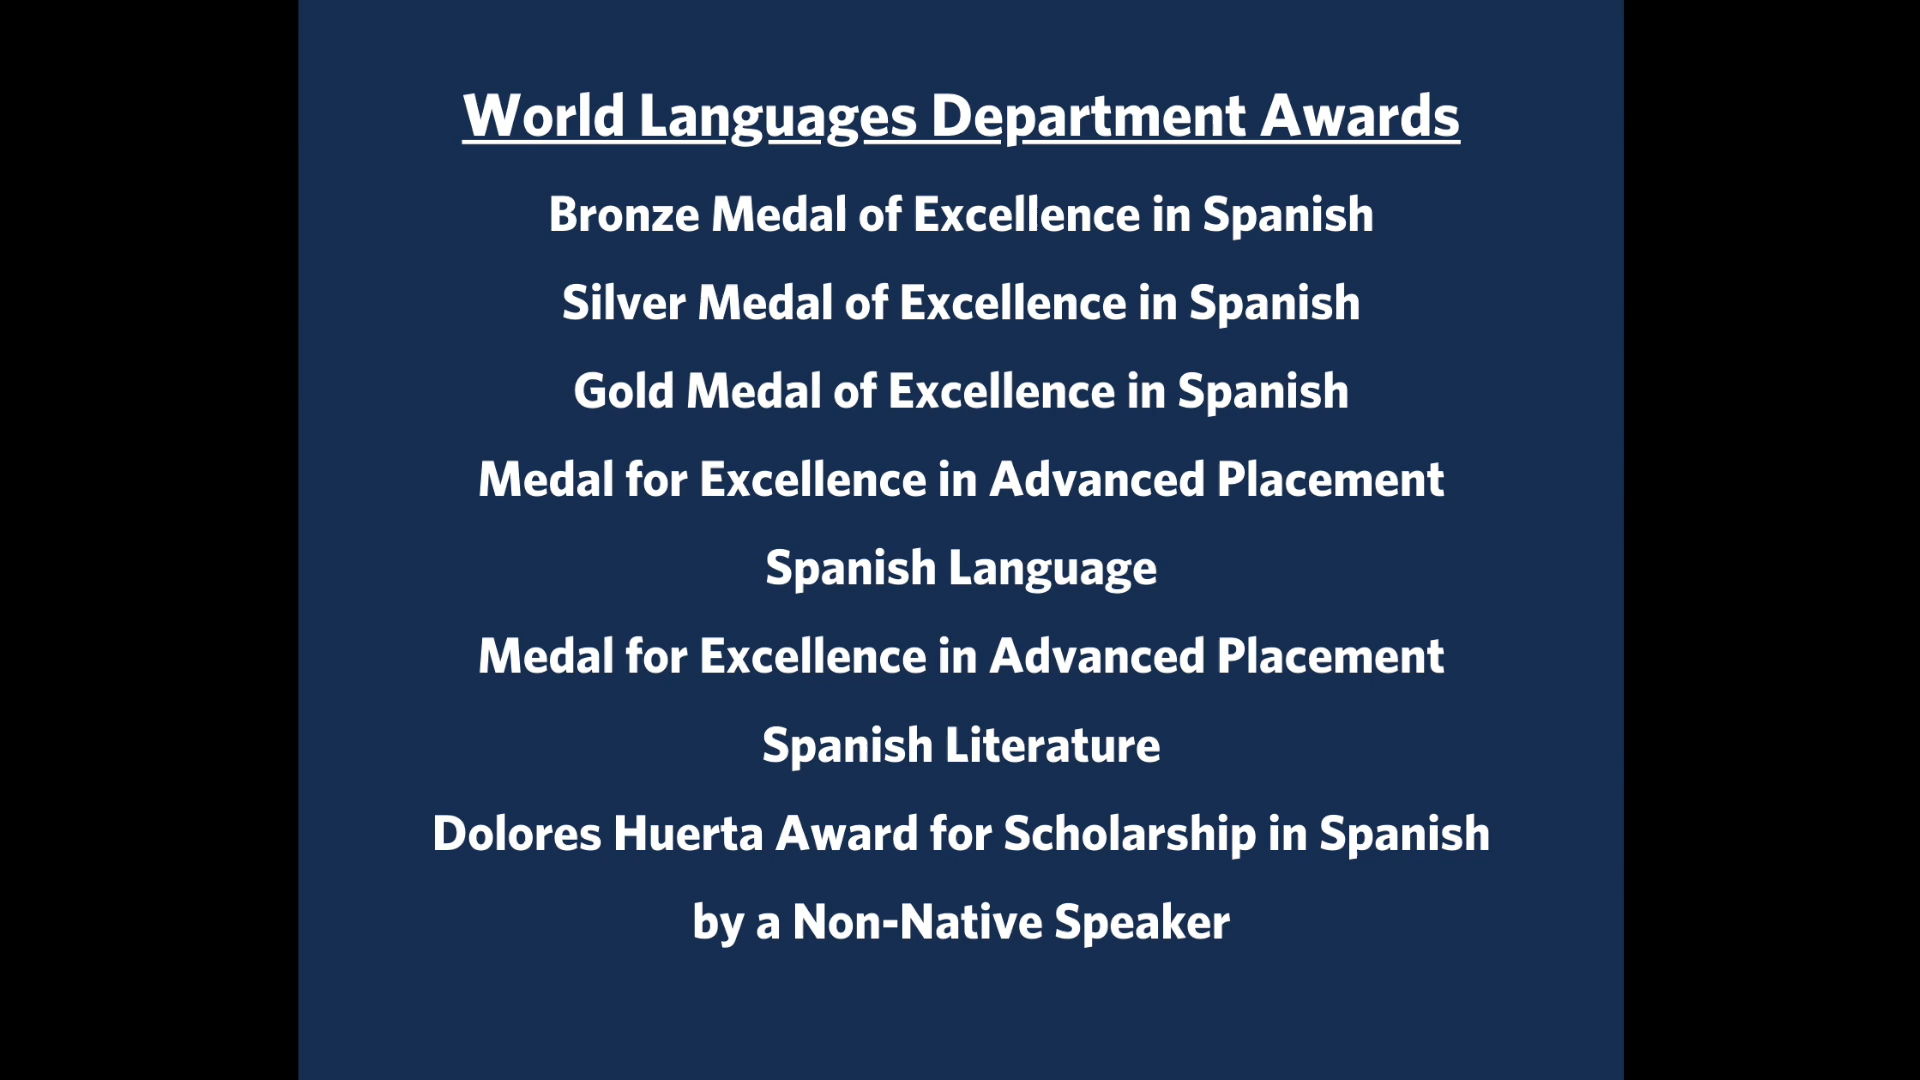 World Languages Department Awards
Bronze Medal of Excellence in Spanish
Silver Medal of Excellence in Spanish
Gold Medal of Excellence in Spanish
Medal for Excellence in Advanced Placement
Spanish Language
Medal for Excellence in Advanced Placement
Spanish Literature
Dolores Huerta Award for Scholarship in Spanish
by a Non-Native Speaker